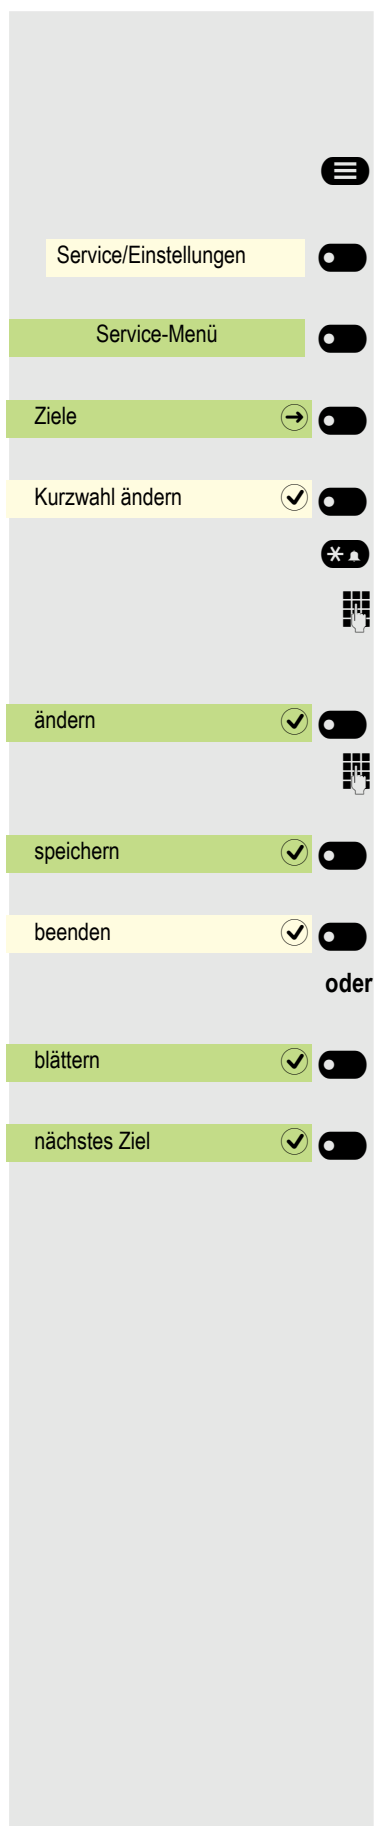 Service/Einstellungen
Service-Menü
Ziele
Kurzwahl ändern
ändern
speichern
beenden
oder
blättern
nächstes Ziel